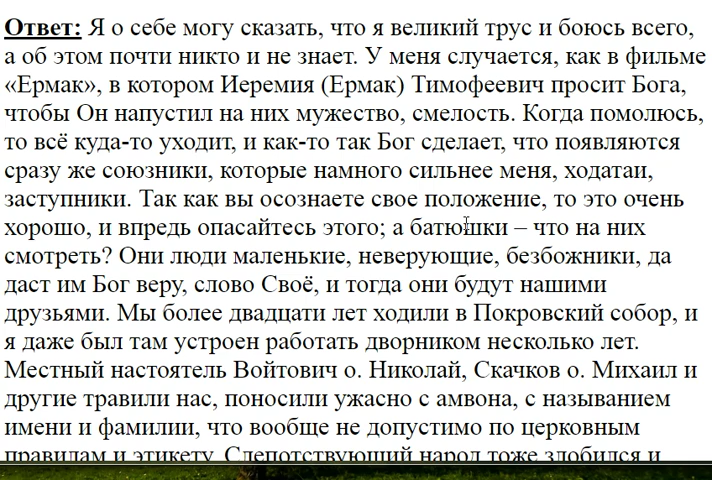 Ответ: Я о себе могу сказать, что я великий трус и боюсь всего,
а об этом почти никто и не знает. У меня случается, как в фильме
«Ермак», в котором Иеремия (Ермак) Тимофеевич просит Бога,
чтобы Он напустил на них мужество, смелость. Когда помолюсь,
то всё куда-то уходит, и как-то так Бог сделает, что появляются
сразу же союзники, которые намного сильнее меня, ходатаи,
заступники. Так как вы осознаете свое положение, то это очень
хорошо, и впредь опасайтесь этого; а батюшки – что на них
смотреть? Они люди маленькие, неверующие, безбожники, да
даст им Бог веру, слово Своё, и тогда они будут нашими
друзьями. Мы более двадцати лет ходили в Покровский собор, и
я даже был там устроен работать дворником несколько лет.
Местный настоятель Войтович о. Николай, Скачков о. Михаил и
другие травили нас, поносили ужасно с амвона, с называнием
имени и фамилии, что вообще не допустимо по церковным
правилам и этикету. Слепотствующий народ тоже злобился и